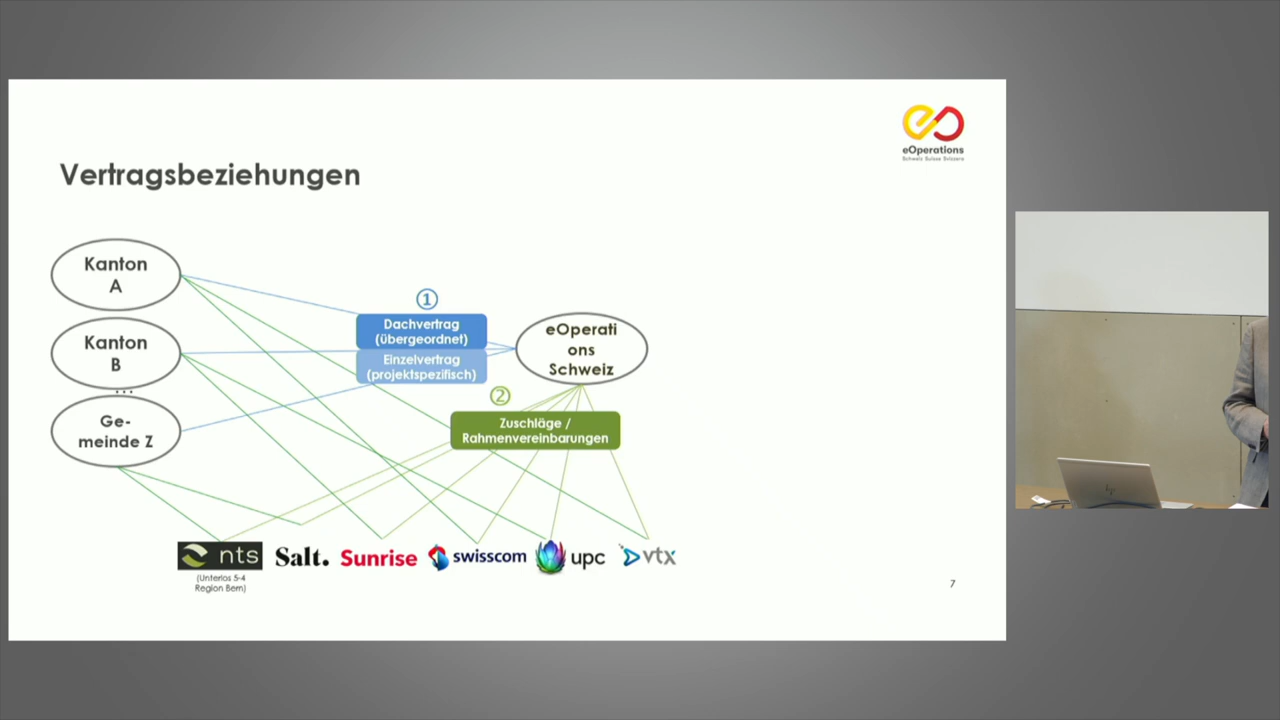 eOperations
Schweiz Suisse Svizzera
Vertragsbeziehungen
Kanton
A
Kanton
B
...
Ge-
meinde Z
①
Dachvertrag
(übergeordnet)
Einzelvertrag
(projektspezifisch)
eOperati
ons
Schweiz
②
Zuschläge /
Rahmenvereinbarungen
nts
(Unterlos 5-4
Region Bern)
Salt.
Sunrise
swisscom
upc
vtx
7